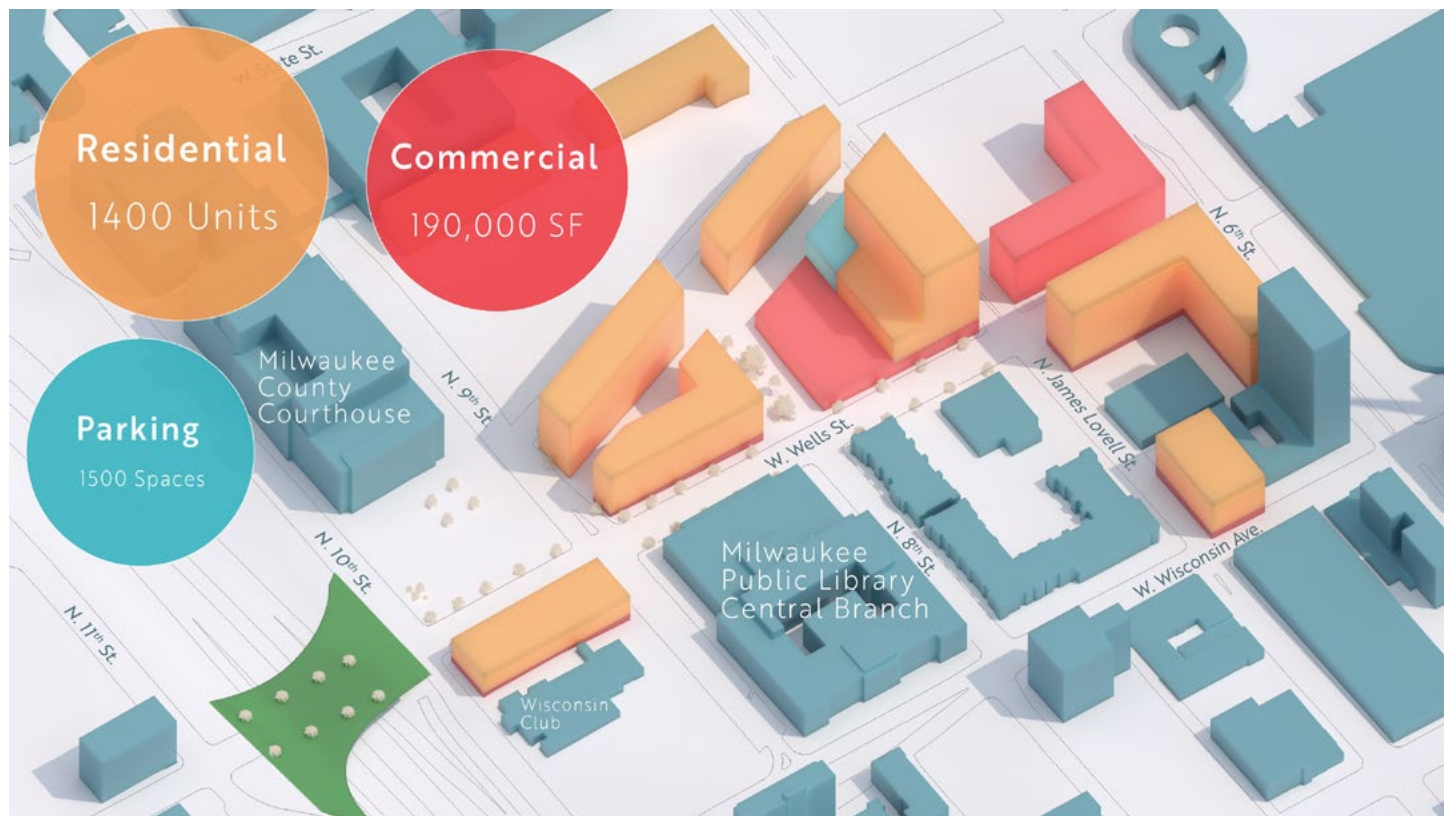 W. State St.
Residential
1400 Units
Commercial
190,000 SF
N. 6th St.
Milwaukee
County
Courthouse
N. 9th St.
N. James Lovell St.
Parking
1500 Spaces
W. Wells St.
N. 10th St.
N. 8th St.
Milwaukee
Public Library
Central Branch
W. Wisconsin Ave.
N. 11th St.
Wisconsin
Club